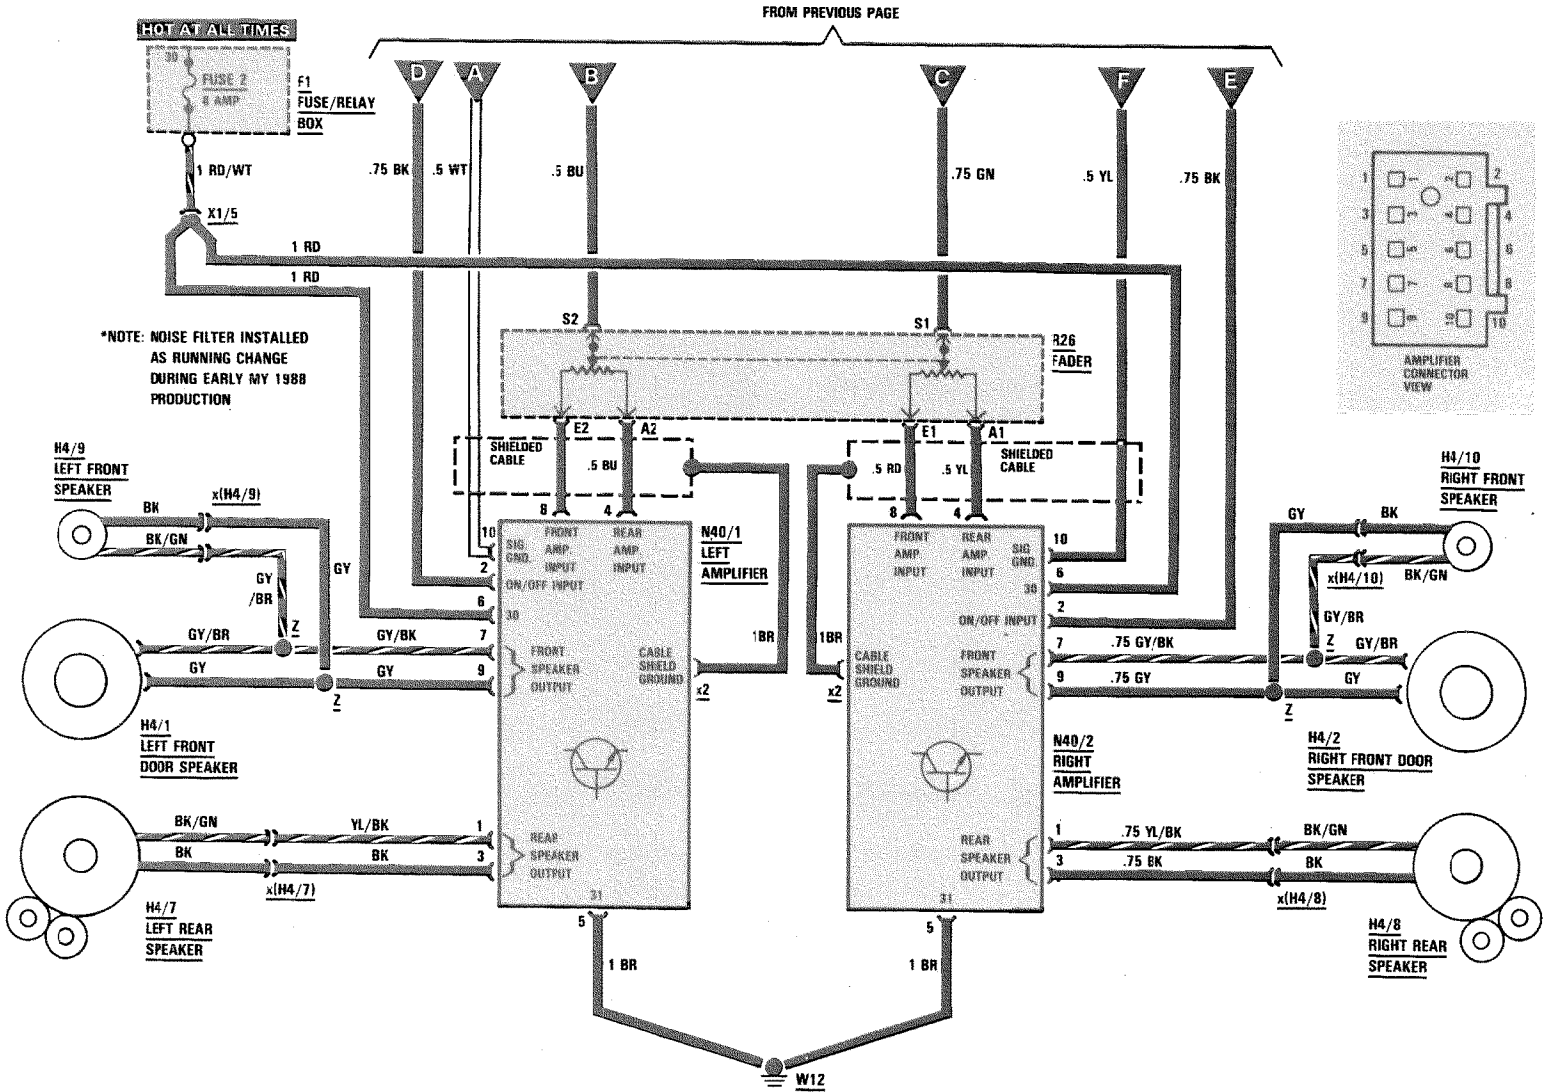 FROM PREVIOUS PAGE
HOT AT ALL TIMES
30
FUSE 2
8 AMP
F1
FUSE/RELAY
BOX
D
A
B
C
F
E
1 RD/WT
.75 BK
.5 WT
.5 BU
.75 GN
.5 YL
.75 BK
X1/5
1 RD
1 RD
*NOTE: NOISE FILTER INSTALLED
AS RUNNING CHANGE
DURING EARLY MY 1988
PRODUCTION
S2
S1
R26
FADER
E2
A2
E1
A1
SHIELDED
CABLE
.5 BU
.5 RD
.5 YL
SHIELDED
CABLE
1
2
3
4
5
6
7
8
9
10
1
2
3
4
5
6
7
8
9
10
AMPLIFIER
CONNECTOR
VIEW
H4/9
LEFT FRONT
SPEAKER
x(H4/9)
BK
BK/GN
GY
/BR
GY
Z
GY/BR
GY/BK
GY
GY
Z
H4/1
LEFT FRONT
DOOR SPEAKER
BK/GN
YL/BK
BK
BK
x(H4/7)
H4/7
LEFT REAR
SPEAKER
8
4
10
SIG
GND.
FRONT
AMP
INPUT
REAR
AMP
INPUT
2
ON/OFF INPUT
6
30
7
9
FRONT
SPEAKER
OUTPUT
CABLE
SHIELD
GROUND
x2
1
3
REAR
SPEAKER
OUTPUT
31
5
N40/1
LEFT
AMPLIFIER
1BR
1BR
8
4
FRONT
AMP
INPUT
REAR
AMP
INPUT
SIG
GND.
10
6
30
2
ON/OFF INPUT
CABLE
SHIELD
GROUND
x2
FRONT
SPEAKER
OUTPUT
7
9
.75 GY/BK
.75 GY
N40/2
RIGHT
AMPLIFIER
REAR
SPEAKER
OUTPUT
1
3
.75 YL/BK
.75 BK
BK/GN
BK
x(H4/8)
31
5
H4/10
RIGHT FRONT
SPEAKER
GY
BK
x(H4/10)
BK/GN
GY/BR
Z
GY/BR
GY
Z
H4/2
RIGHT FRONT DOOR
SPEAKER
H4/8
RIGHT REAR
SPEAKER
1 BR
1 BR
W12